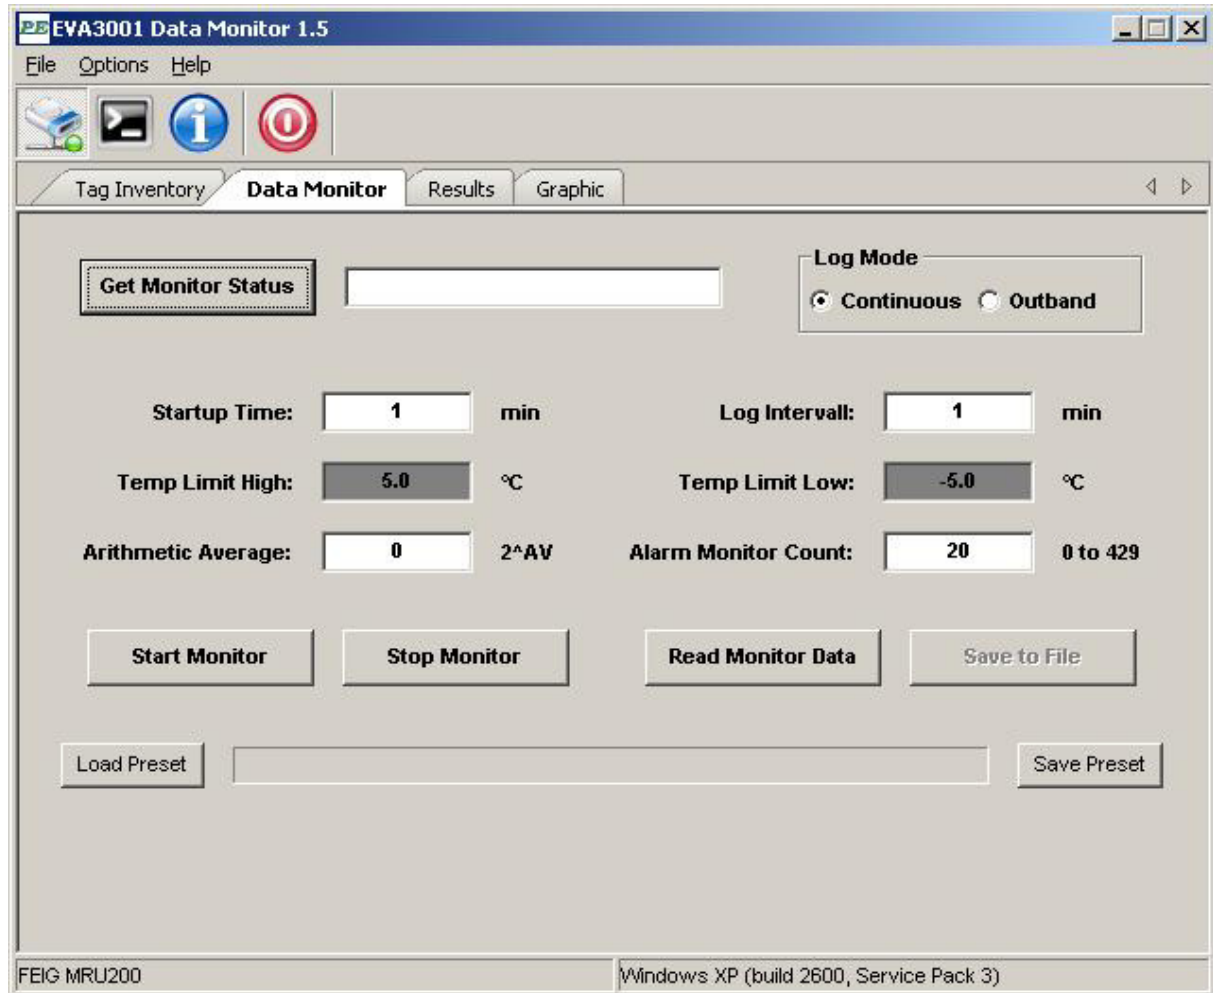 PE EVA3001 Data Monitor 1.5
File Options Help
Tag Inventory Data Monitor Results Graphic
Log Mode
Get Monitor Status
Continuous Outband
Startup Time: 1 min Log Intervall: 1 min
Temp Limit High: 5.0 °C Temp Limit Low: -5.0 °C
Arithmetic Average: 0 2^AV Alarm Monitor Count: 20 0 to 429
Start Monitor Stop Monitor Read Monitor Data Save to File
Load Preset Save Preset
FEIG MRU200 Windows XP (build 2600, Service Pack 3)